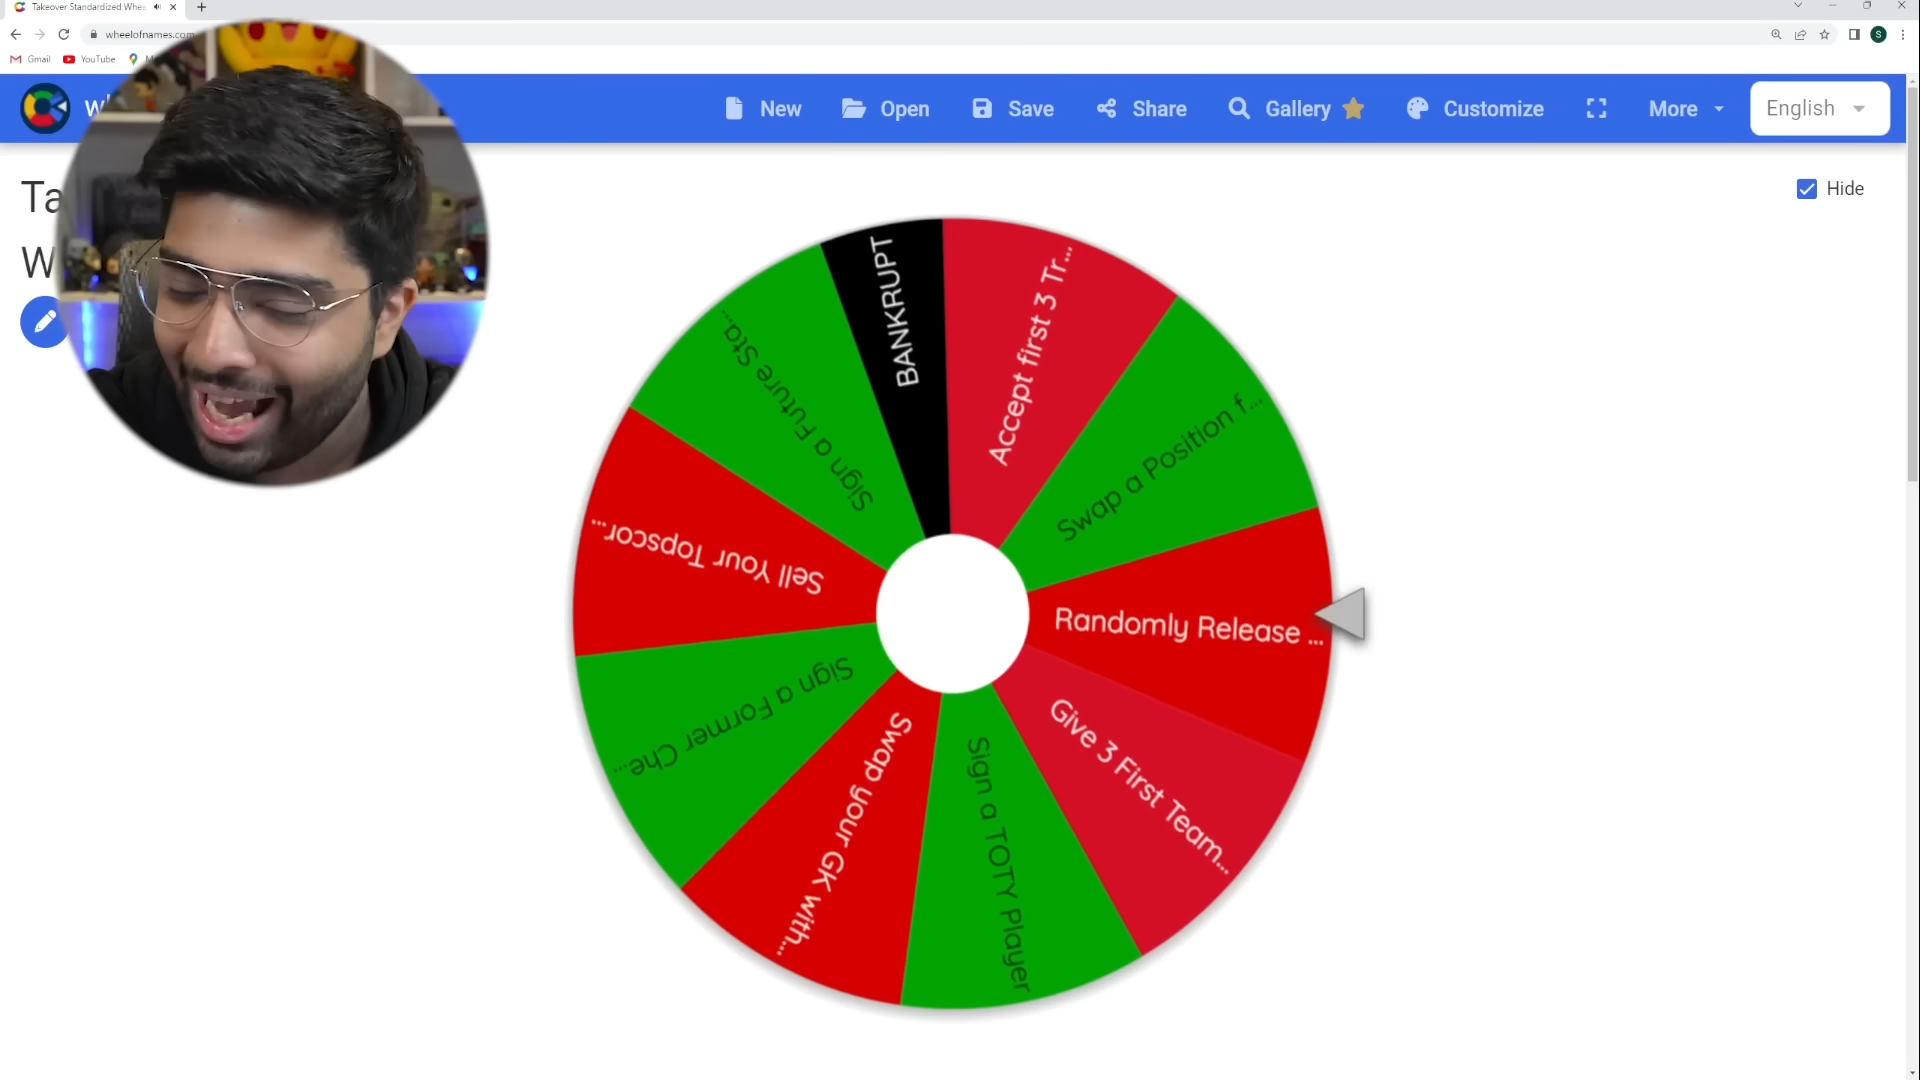 Takeover Standardized Whe
wheelofnames.com
Gmail
YouTube
M
w
New
Open
Save
Share
Gallery
Customize
More
English
Ta
W
Hide
BANKRUPT
Accept first 3 Tr...
Swap a Position f...
Randomly Release ...
Give 3 First Team...
Sign a TOTY Player
Swap your GK with...
Sign a Former Che...
Sell Your Topscor...
Sign a Future Sta...
S